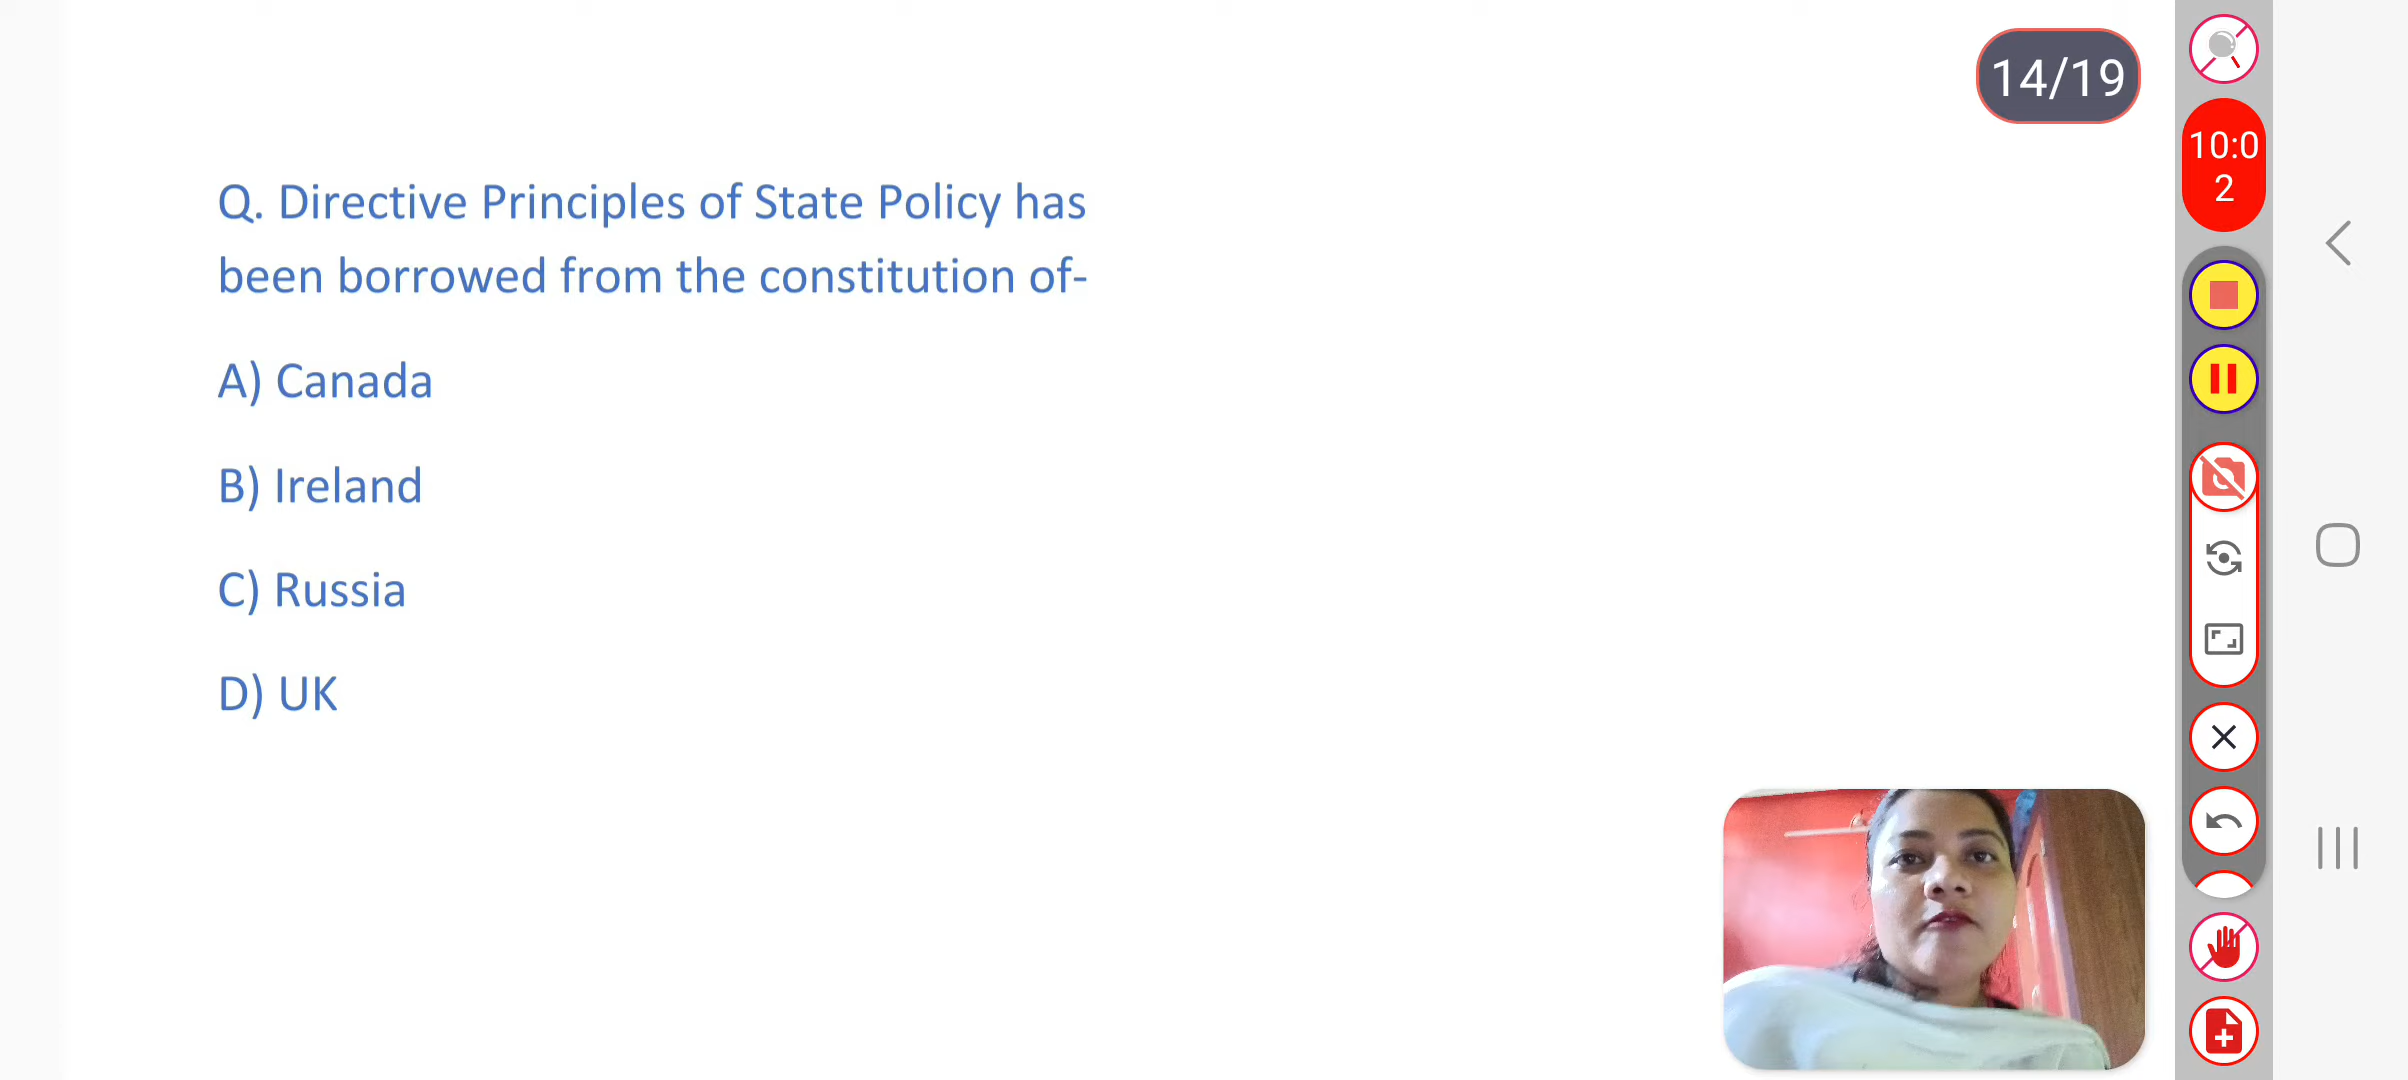 14/19
10:0
2
Q. Directive Principles of State Policy has
been borrowed from the constitution of-
A) Canada
B) Ireland
C) Russia
D) UK